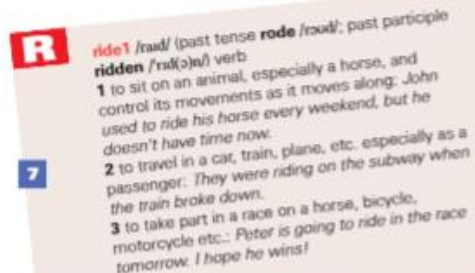 R
ride1 /raɪd/ (past tense rode /rəʊd/; past participle
ridden /ˈrɪd(ə)n/) verb
1 to sit on an animal, especially a horse, and
control its movements as it moves along: John
used to ride his horse every weekend, but he
doesn't have time now.
7
2 to travel in a car, train, plane, etc. especially as a
passenger: They were riding on the subway when
the train broke down.
3 to take part in a race on a horse, bicycle,
motorcycle etc.: Peter is going to ride in the race
tomorrow. I hope he wins!